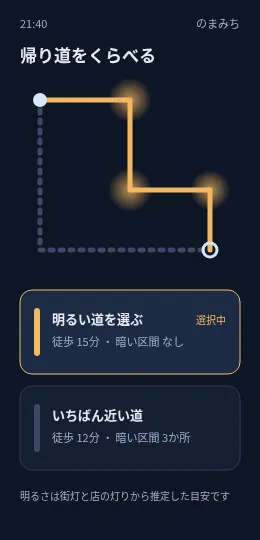 21:40
のまみち
帰り道をくらべる
明るい道を選ぶ
選択中
徒歩 15分 ・ 暗い区間 なし
いちばん近い道
徒歩 12分 ・ 暗い区間 3か所
明るさは街灯と店の灯りから推定した目安です